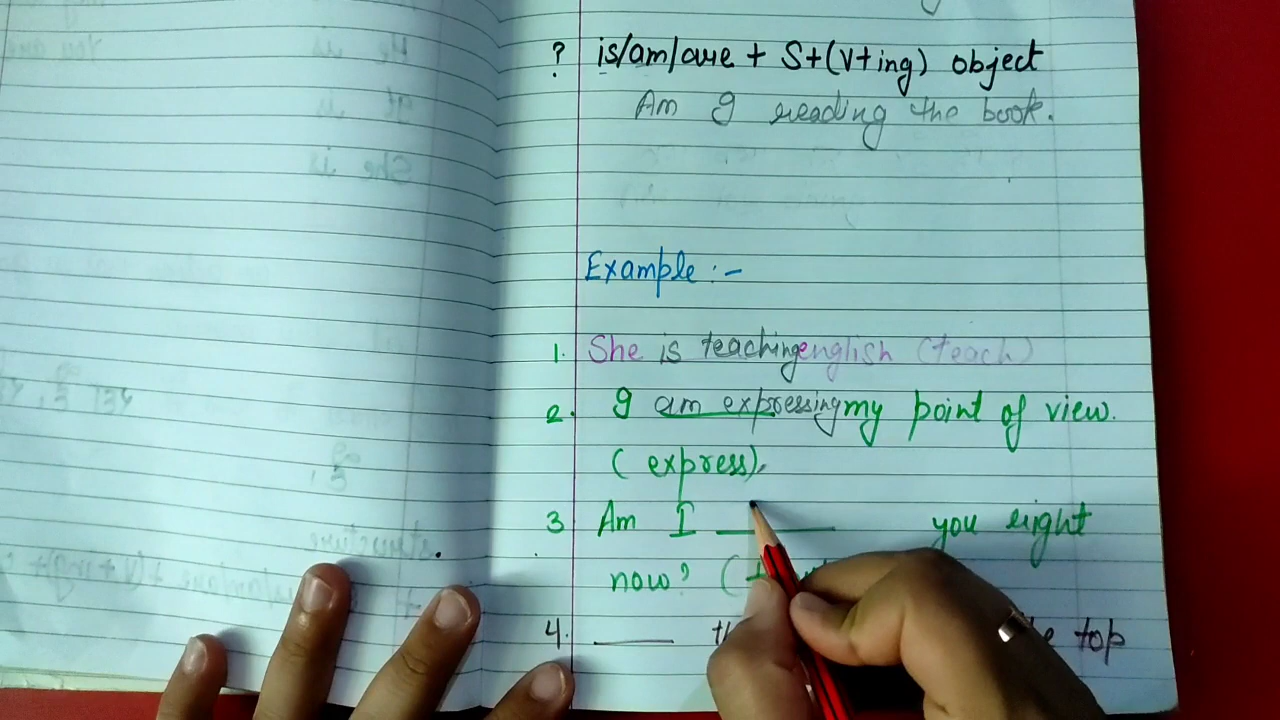 ? is/am/are + S+(V+ing) object
Am I reading the book.
Example :-
1. She is teaching english (teach)
2. I am expressing my point of view.
(express).
3 Am I ______ you right
now? (
4. ______ top